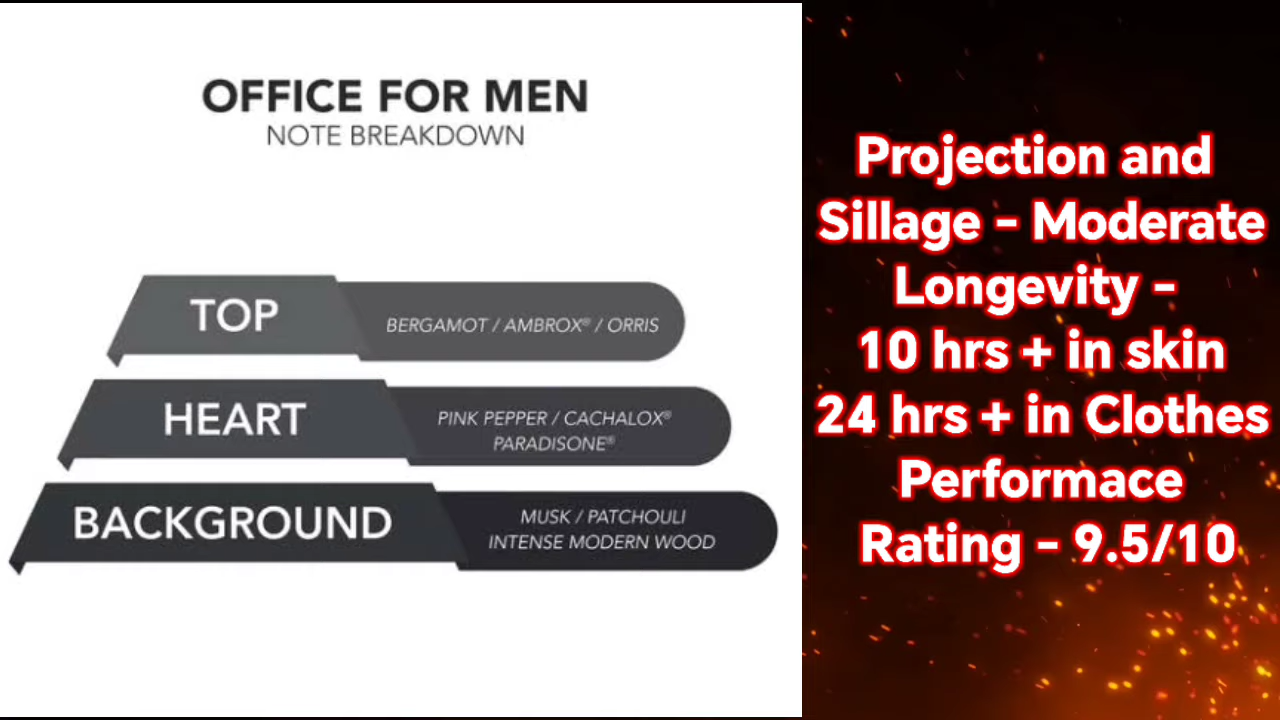 OFFICE FOR MEN
NOTE BREAKDOWN
TOP
BERGAMOT / AMBROX® / ORRIS
HEART
PINK PEPPER / CACHALOX®
PARADISONE®
BACKGROUND
MUSK / PATCHOULI
INTENSE MODERN WOOD
Projection and
Sillage - Moderate
Longevity -
10 hrs + in skin
24 hrs + in Clothes
Performace
Rating - 9.5/10